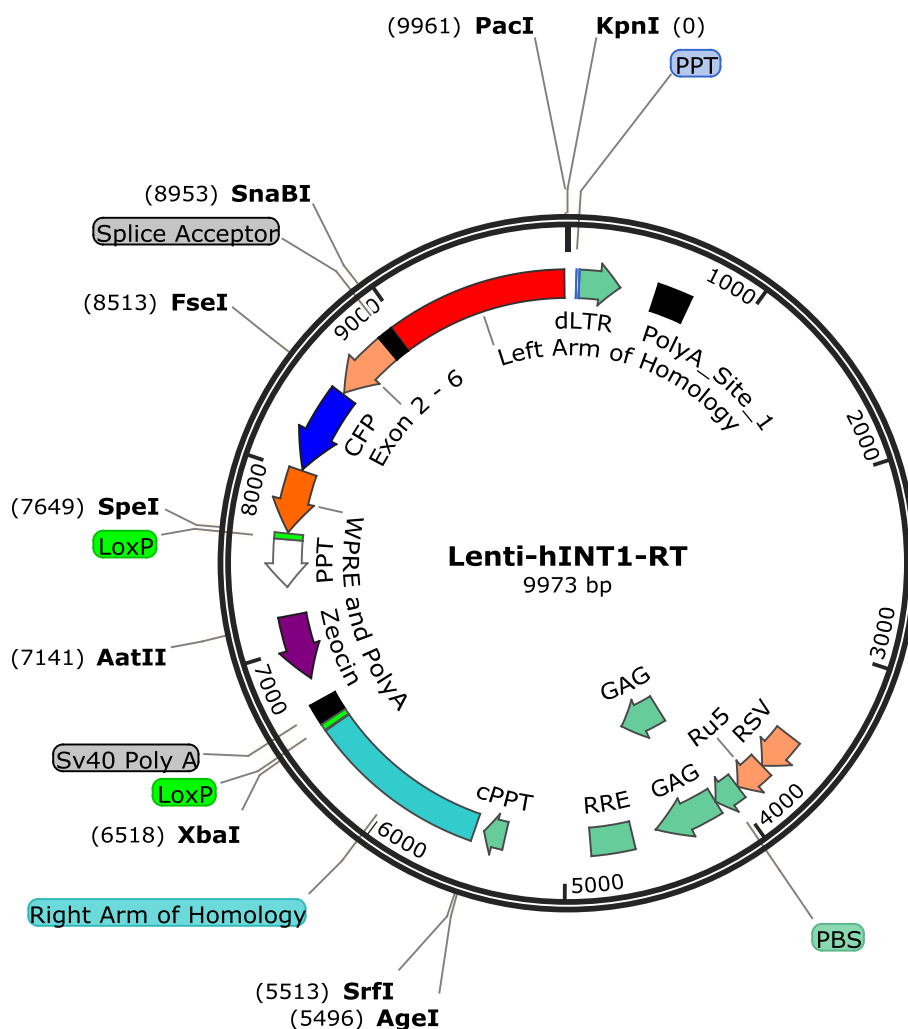 (9961) PacI
KpnI (0)
PPT
(8953) SnaBI
Splice Acceptor
(8513) FseI
1000
9000
dLTR
PolyA_Site_1
Left Arm of Homology
Exon 2 - 6
CFP
2000
8000
(7649) SpeI
LoxP
Lenti-hINT1-RT
9973 bp
PPT
WPRE and PolyA
Zeocin
3000
(7141) AatII
7000
GAG
Ru5
RSV
Sv40 Poly A
LoxP
(6518) XbaI
cPPT
RRE
GAG
4000
6000
5000
Right Arm of Homology
PBS
(5513) SrfI
(5496) AgeI